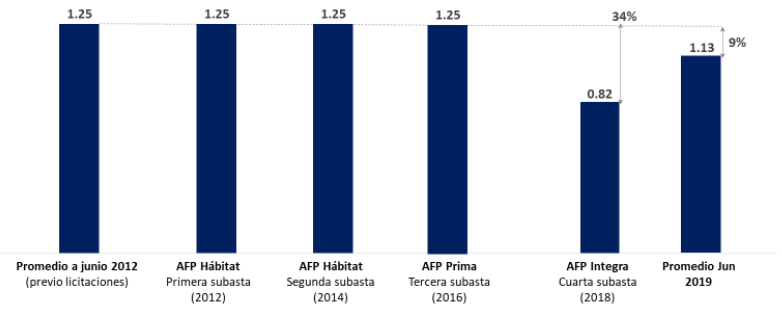 1.25
1.25
1.25
1.25
34%
9%
1.13
0.82
Promedio a junio 2012
(previo licitaciones)
AFP Hábitat
Primera subasta
(2012)
AFP Hábitat
Segunda subasta
(2014)
AFP Prima
Tercera subasta
(2016)
AFP Integra
Cuarta subasta
(2018)
Promedio Jun
2019